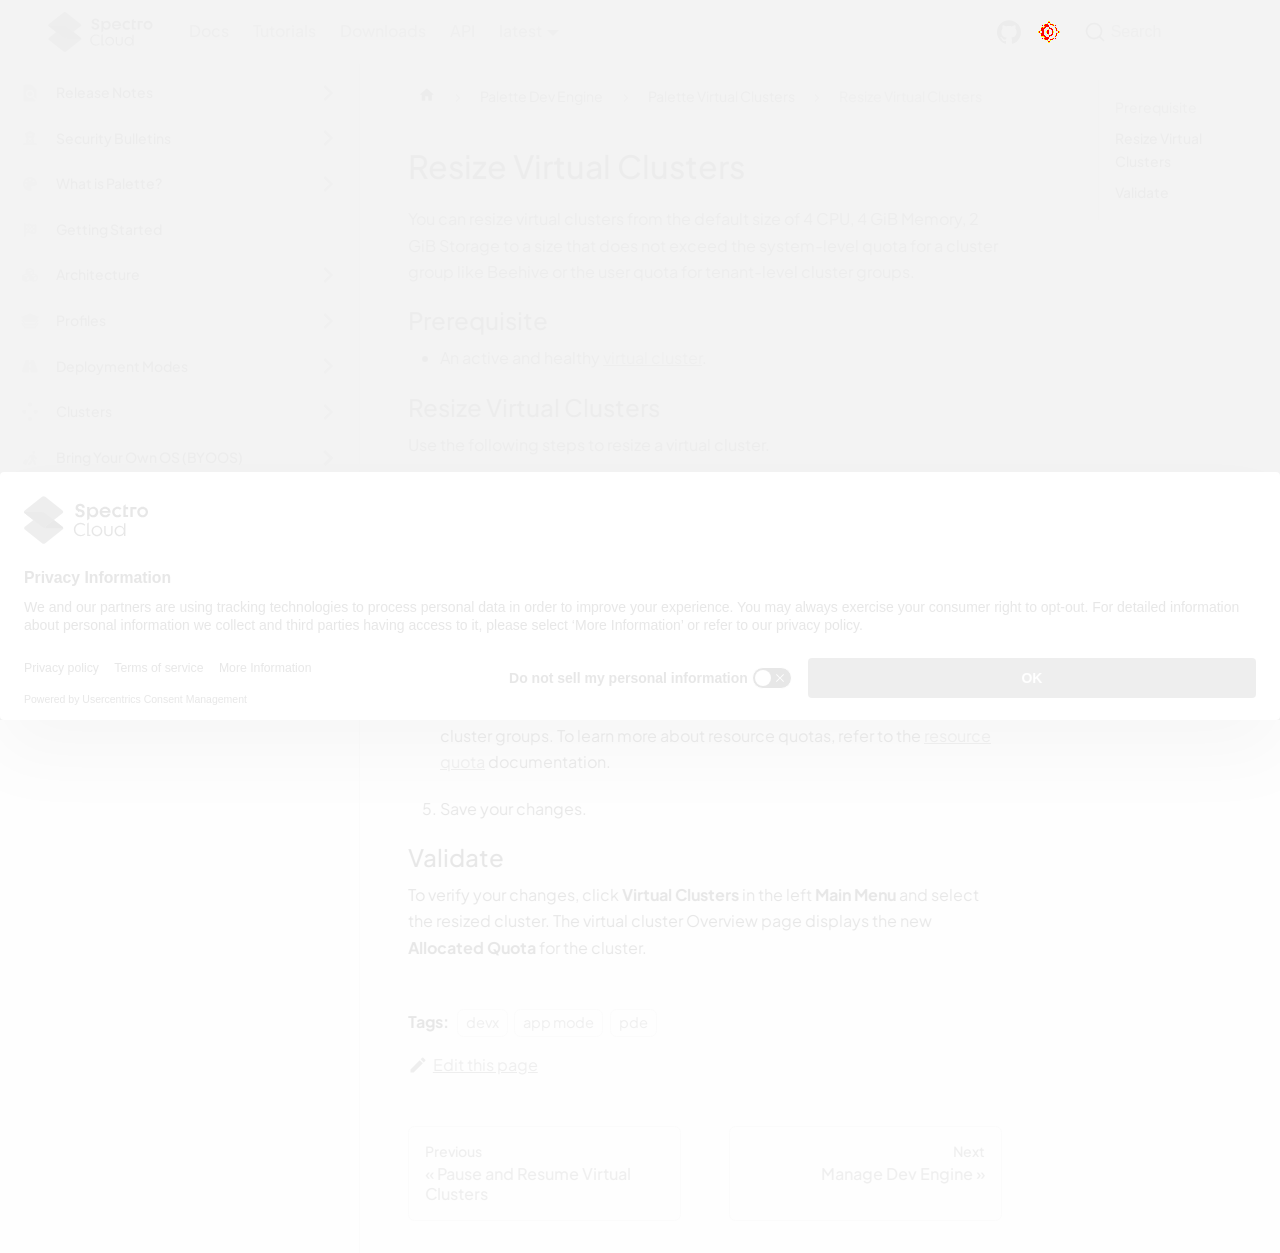 Spectro Cloud
Docs Tutorials Downloads API latest
Search
Release Notes
Security Bulletins
What is Palette?
Getting Started
Architecture
Profiles
Deployment Modes
Clusters
Bring Your Own OS (BYOOS)
Palette Dev Engine
Palette Virtual Clusters
Resize Virtual Clusters
Resize Virtual Clusters
You can resize virtual clusters from the default size of 4 CPU, 4 GiB Memory, 2
GiB Storage to a size that does not exceed the system-level quota for a cluster
group like Beehive or the user quota for tenant-level cluster groups.
Prerequisite
An active and healthy virtual cluster.
Resize Virtual Clusters
Use the following steps to resize a virtual cluster.
Prerequisite
Resize Virtual
Clusters
Validate
Spectro
Cloud
Privacy Information
We and our partners are using tracking technologies to process personal data in order to improve your experience. You may always exercise your consumer right to opt-out. For detailed information
about personal information we collect and third parties having access to it, please select ‘More Information’ or refer to our privacy policy.
Privacy policy Terms of service More Information
Do not sell my personal information
OK
Powered by Usercentrics Consent Management
cluster groups. To learn more about resource quotas, refer to the resource
quota documentation.
5. Save your changes.
Validate
To verify your changes, click Virtual Clusters in the left Main Menu and select
the resized cluster. The virtual cluster Overview page displays the new
Allocated Quota for the cluster.
Tags: devx app mode pde
Edit this page
Previous
« Pause and Resume Virtual
Clusters
Next
Manage Dev Engine »